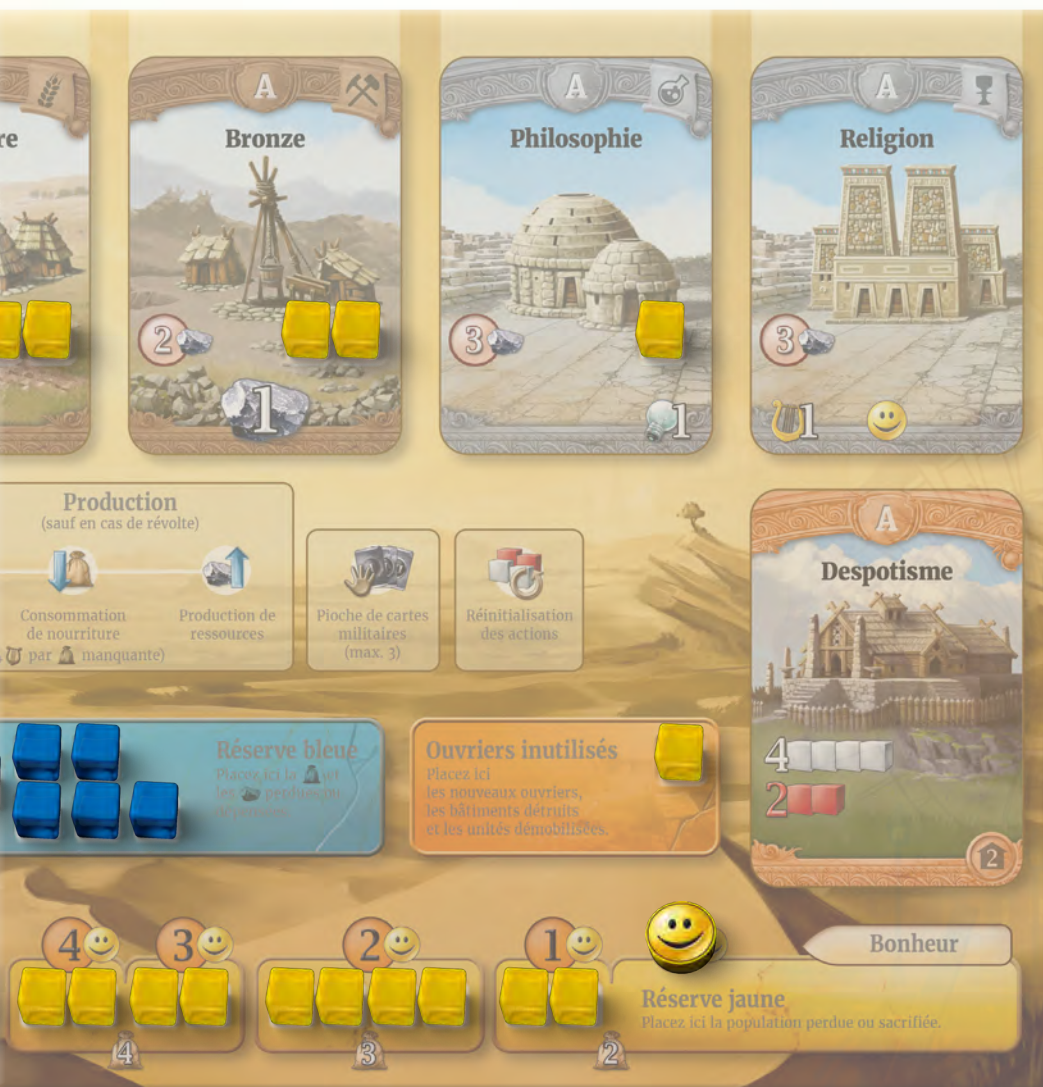 A
A
A
re
Bronze
Philosophie
Religion
2
3
3
1
1
1
Production
(sauf en cas de révolte)
Consommation
de nourriture
par manquante)
Production de
ressources
Pioche de cartes
militaires
(max. 3)
Réinitialisation
des actions
A
Despotisme
4
2
2
Réserve bleue
Placez ici la et
les perdues ou
Ouvriers inutilisés
Placez ici
les nouveaux ouvriers,
les bâtiments détruits
et les unités démobilisées.
4
3
2
1
Bonheur
Réserve jaune
Placez ici la population perdue ou sacrifiée.
4
3
2